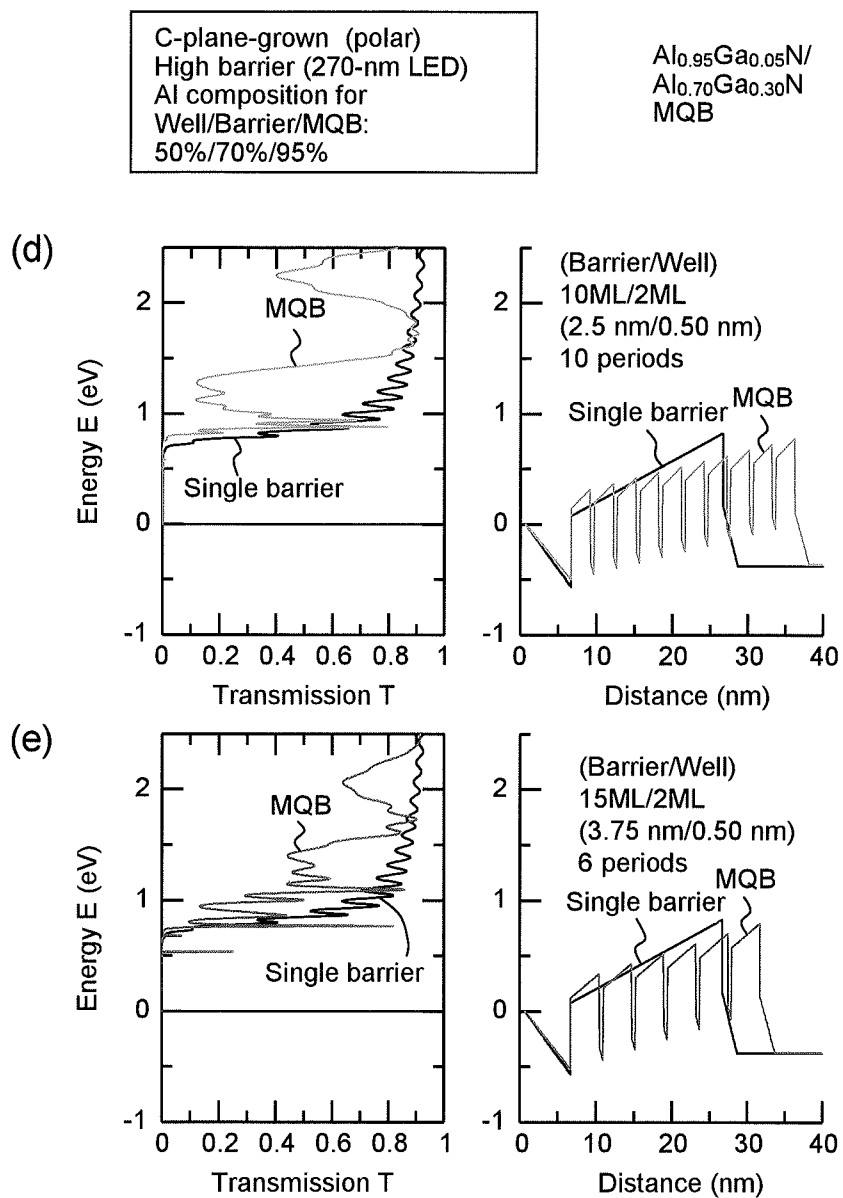 C-plane-grown (polar)
High barrier (270-nm LED)
Al composition for
Well/Barrier/MQB:
50%/70%/95%
Al0.95Ga0.05N/
Al0.70Ga0.30N
MQB
(d)
2
1
0
-1
Energy E (eV)
MQB
Single barrier
0 0.2 0.4 0.6 0.8 1
Transmission T
2
1
0
-1
(Barrier/Well)
10ML/2ML
(2.5 nm/0.50 nm)
10 periods
Single barrier
MQB
0 10 20 30 40
Distance (nm)
(e)
2
1
0
-1
Energy E (eV)
MQB
Single barrier
0 0.2 0.4 0.6 0.8 1
Transmission T
2
1
0
-1
(Barrier/Well)
15ML/2ML
(3.75 nm/0.50 nm)
6 periods
MQB
Single barrier
0 10 20 30 40
Distance (nm)